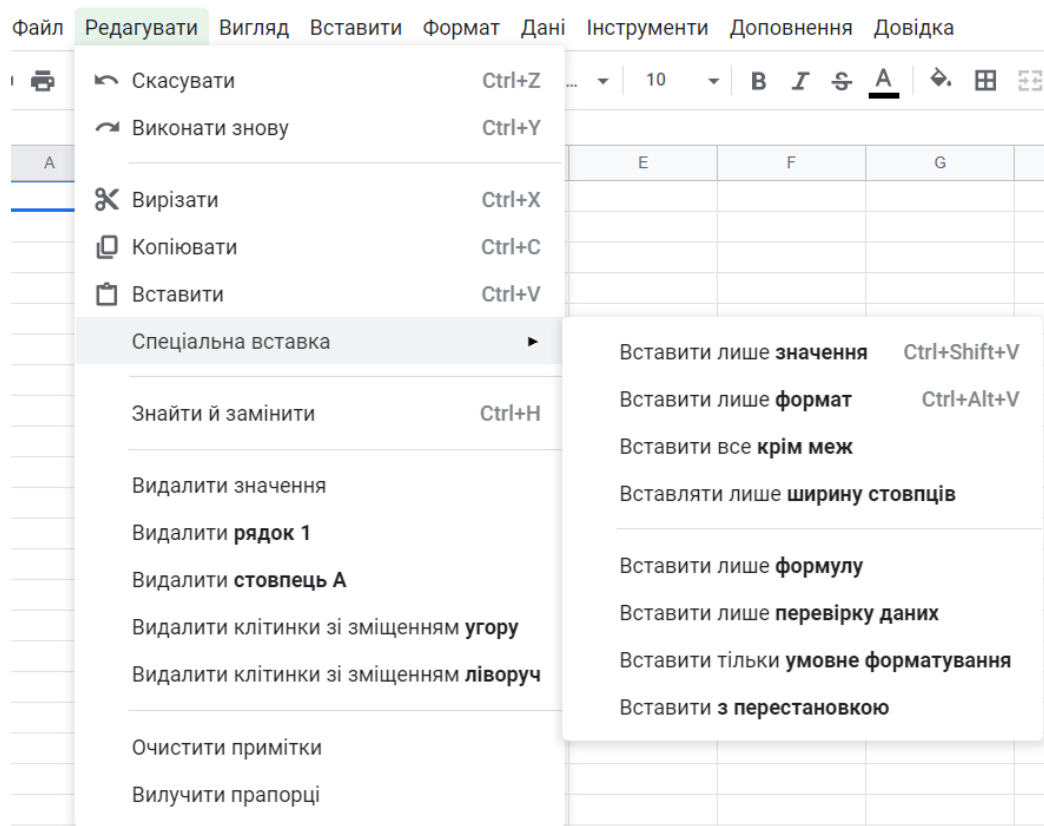 Файл Редагувати Вигляд Вставити Формат Дані Інструменти Доповнення Довідка
Скасувати Ctrl+Z ... 10 B I S A
Виконати знову Ctrl+Y
A E F G
Вирізати Ctrl+X
Копіювати Ctrl+C
Вставити Ctrl+V
Спеціальна вставка
Вставити лише значення Ctrl+Shift+V
Вставити лише формат Ctrl+Alt+V
Вставити все крім меж
Вставляти лише ширину стовпців
Вставити лише формулу
Вставити лише перевірку даних
Вставити тільки умовне форматування
Вставити з перестановкою
Знайти й замінити Ctrl+H
Видалити значення
Видалити рядок 1
Видалити стовпець A
Видалити клітинки зі зміщенням угору
Видалити клітинки зі зміщенням ліворуч
Очистити примітки
Вилучити прапорці